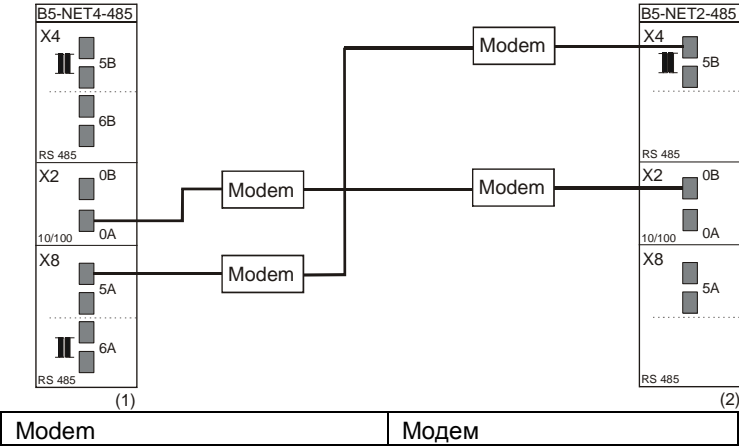 B5-NET4-485
X4
5B
6B
RS 485
X2
0B
0A
10/100
X8
5A
6A
RS 485
(1)
Modem
Modem
Modem
Modem
B5-NET2-485
X4
5B
RS 485
X2
0B
0A
10/100
X8
5A
RS 485
(2)
Modem Модем